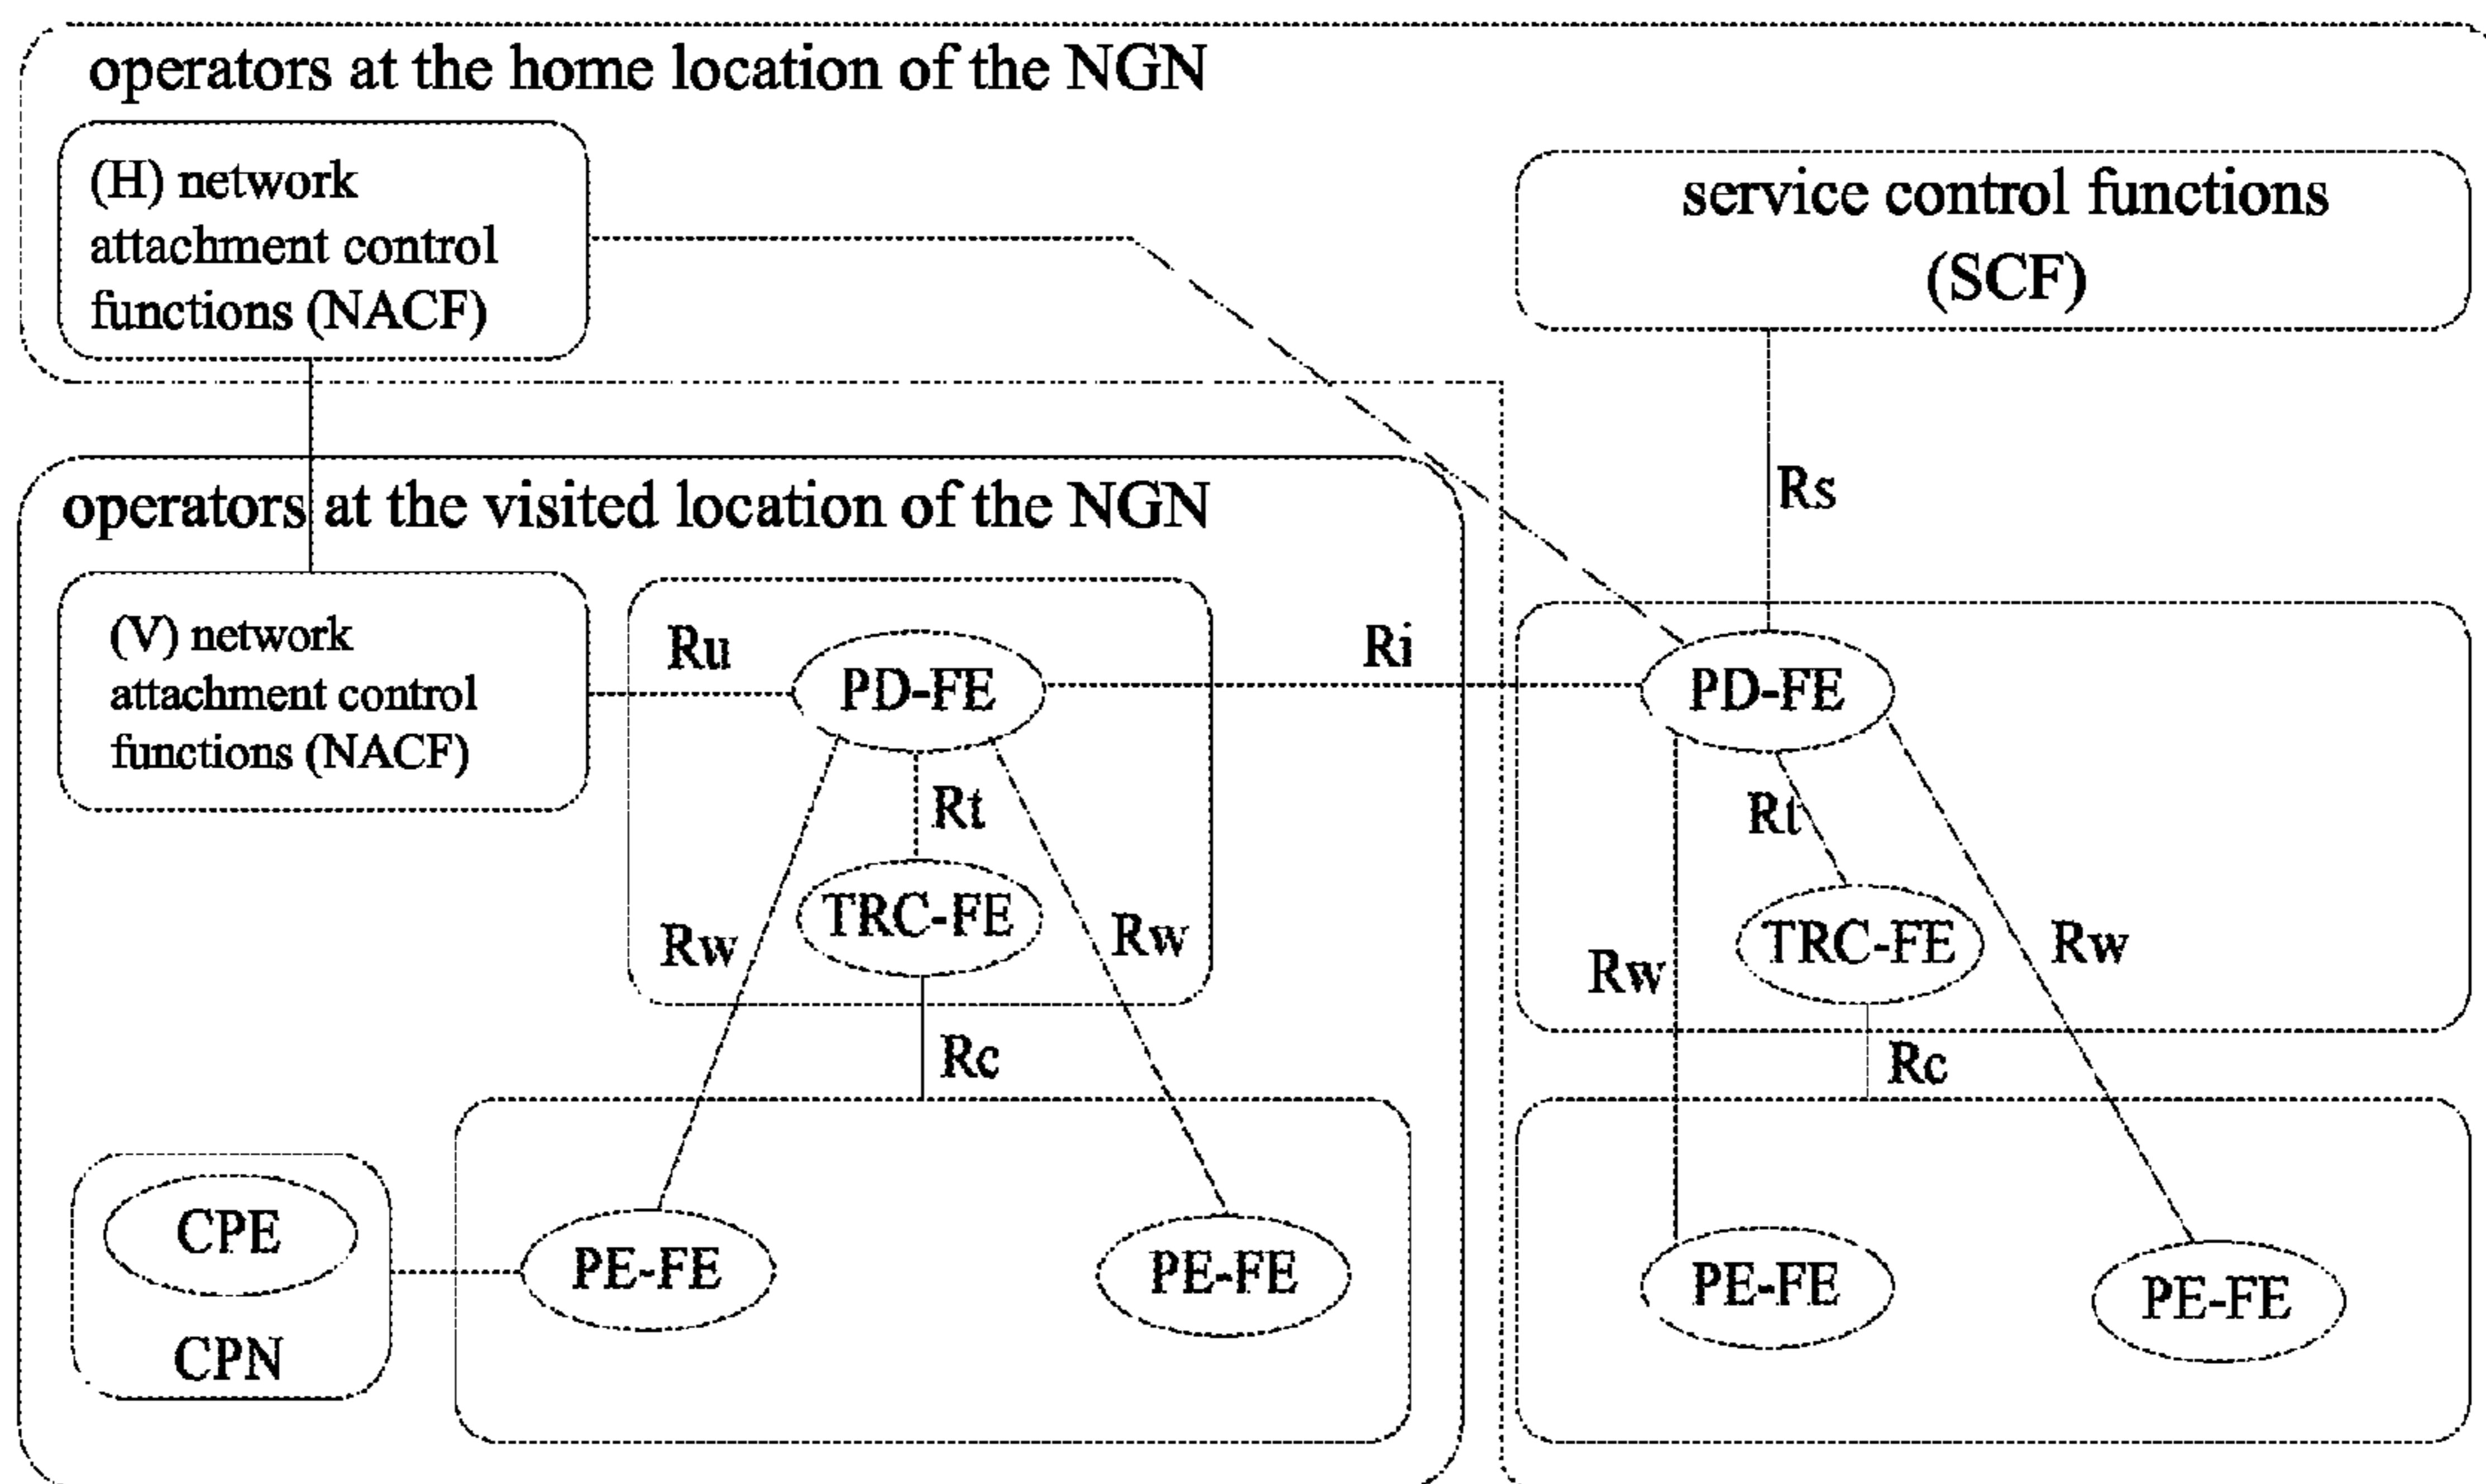 operators at the home location of the NGN
(H) network
attachment control
functions (NACF)
service control functions
(SCF)
Rs
operators at the visited location of the NGN
(V) network
attachment control
functions (NACF)
Ru
PD-FE
Ri
PD-FE
Rt
Rt
TRC-FE
TRC-FE
Rw
Rw
Rw
Rw
Rc
Rc
CPE
CPN
PE-FE
PE-FE
PE-FE
PE-FE